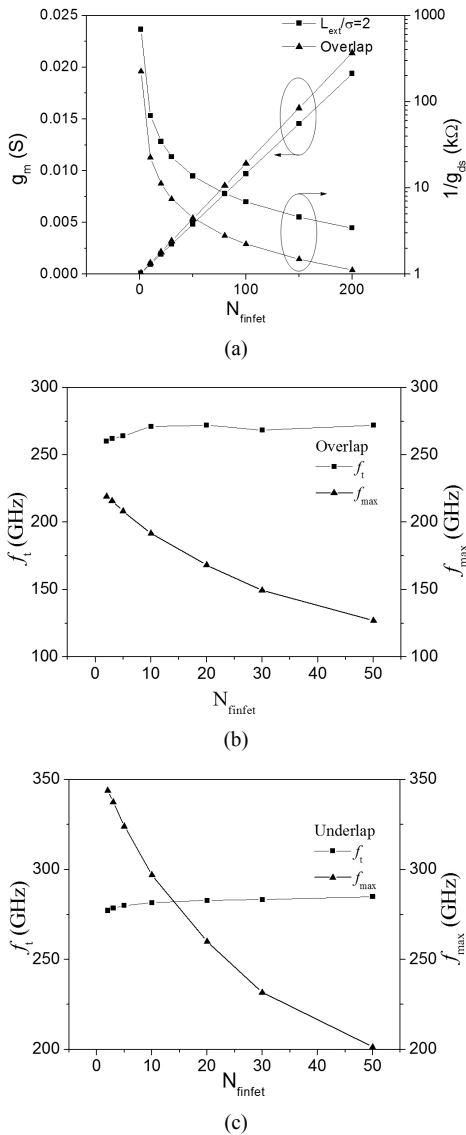 L_ext/σ=2
Overlap
0.025
0.020
0.015
0.010
0.005
0.000
g_m (S)
1000
100
10
1
1/g_ds (kΩ)
0 50 100 150 200
N_finfet
(a)
300
250
200
150
100
f_t (GHz)
Overlap
f_t
f_max
300
250
200
150
100
f_max (GHz)
0 10 20 30 40 50
N_finfet
(b)
350
300
250
200
f_t (GHz)
Underlap
f_t
f_max
350
300
250
200
f_max (GHz)
0 10 20 30 40 50
N_finfet
(c)